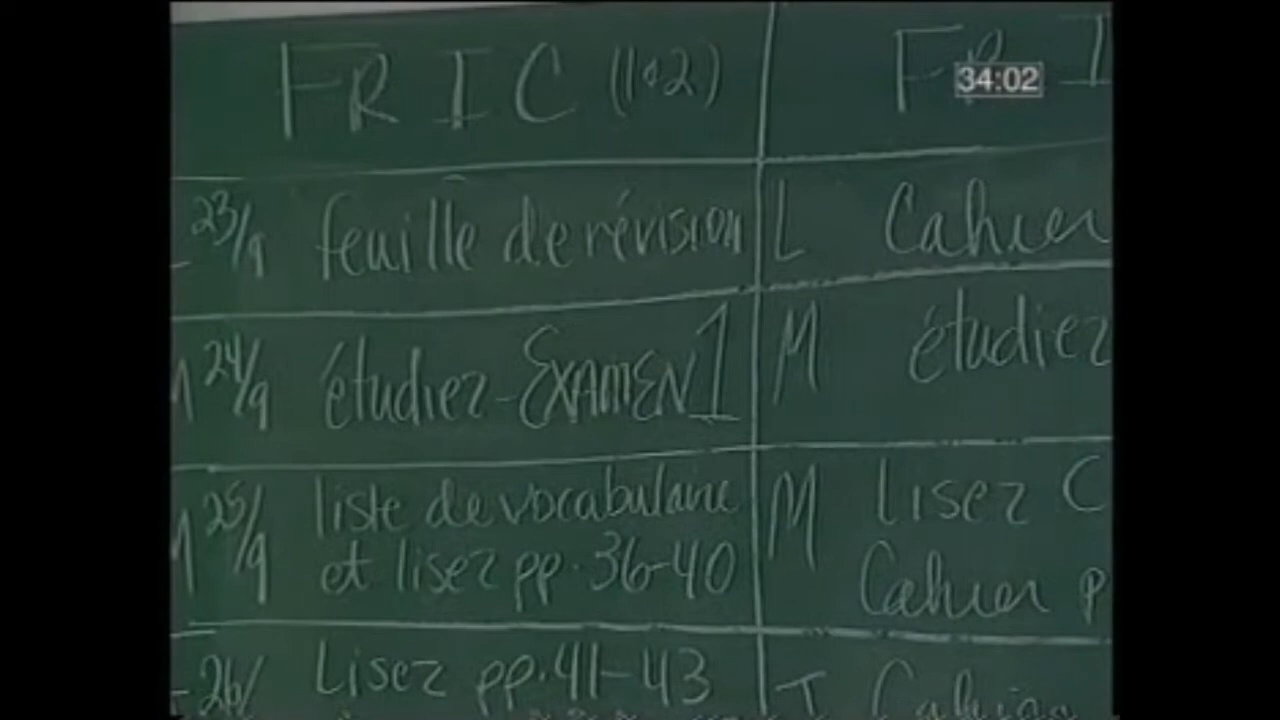 FRIC (1&2)
23/9 feuille de révision
24/9 étudiez - EXAMEN 1
25/9 liste de vocabulaire
et lisez pp. 36-40
26/ Lisez pp. 41-43
34:02
L Cahier
M étudiez
M Lisez C
Cahier p
T